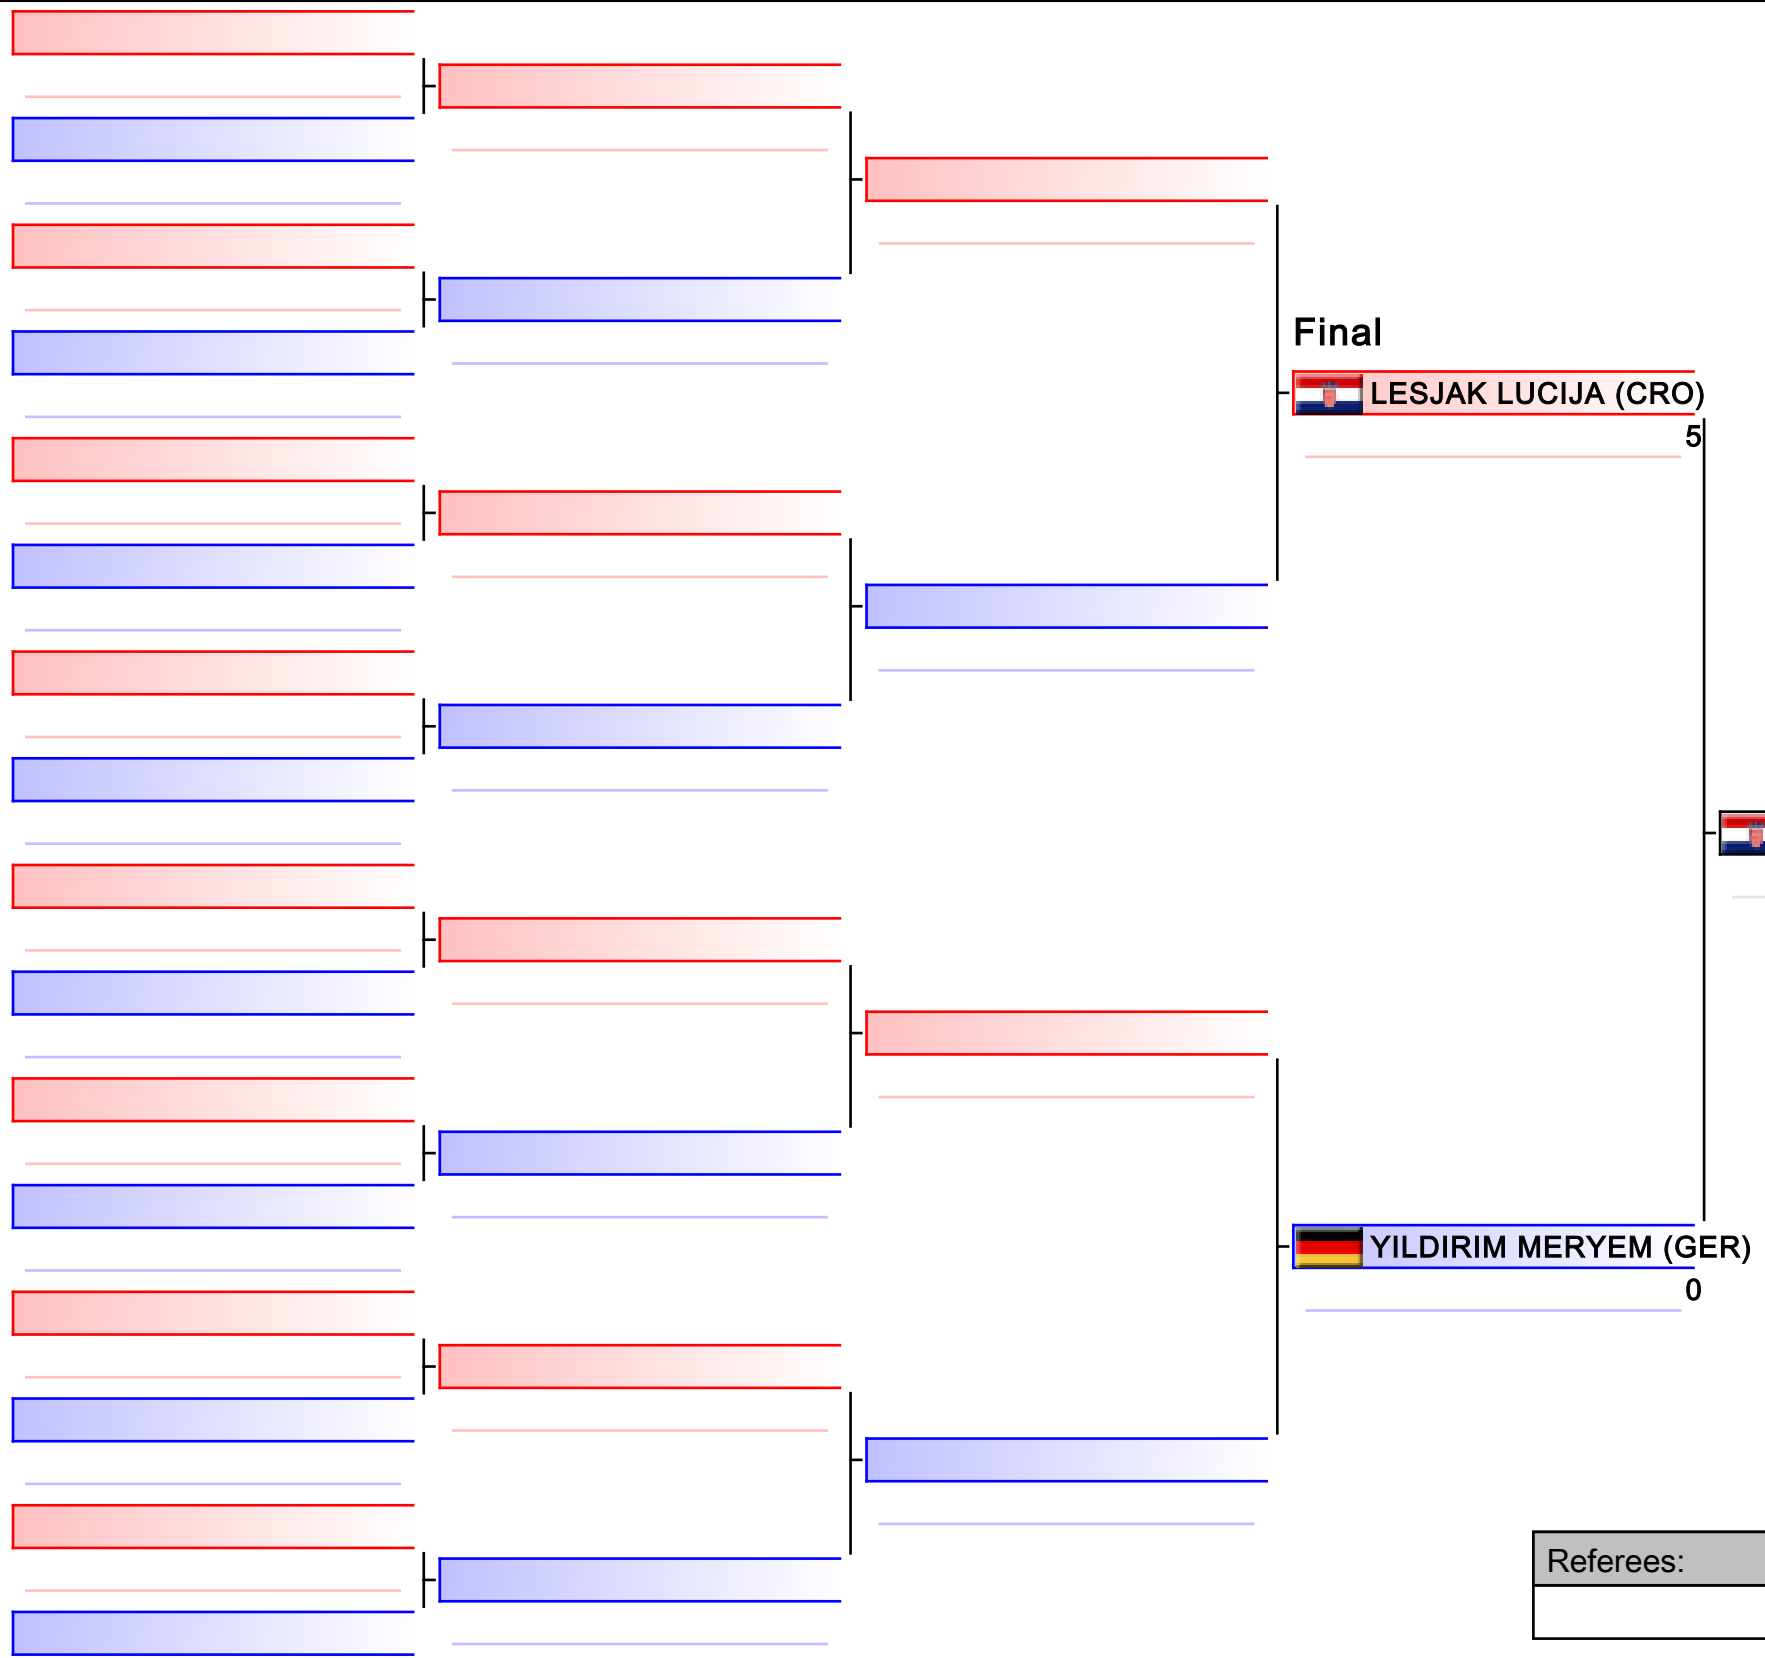 Final
LESJAK LUCIJA (CRO)
5
YILDIRIM MERYEM (GER)
0
Referees: